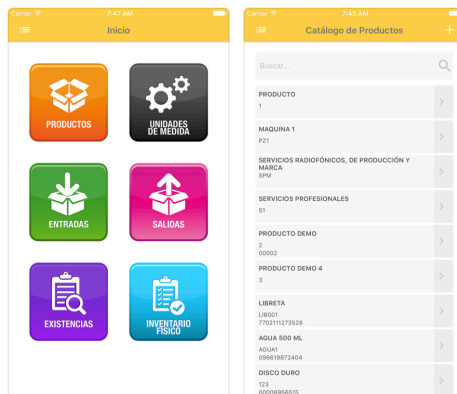 Carrier 7:47 AM
Inicio
PRODUCTOS
UNIDADES
DE MEDIDA
ENTRADAS
SALIDAS
EXISTENCIAS
INVENTARIO
FÍSICO
Carrier 7:45 AM
Catálogo de Productos
Buscar...
PRODUCTO
1
MAQUINA 1
PZ1
SERVICIOS RADIOFÓNICOS, DE PRODUCCIÓN Y
MARCA
SPM
SERVICIOS PROFESIONALES
S1
PRODUCTO DEMO
2
00002
PRODUCTO DEMO 4
3
LIBRETA
LIB001
7702111273528
AGUA 500 ML
AGUA1
096619872404
DISCO DURO
123
00008956515